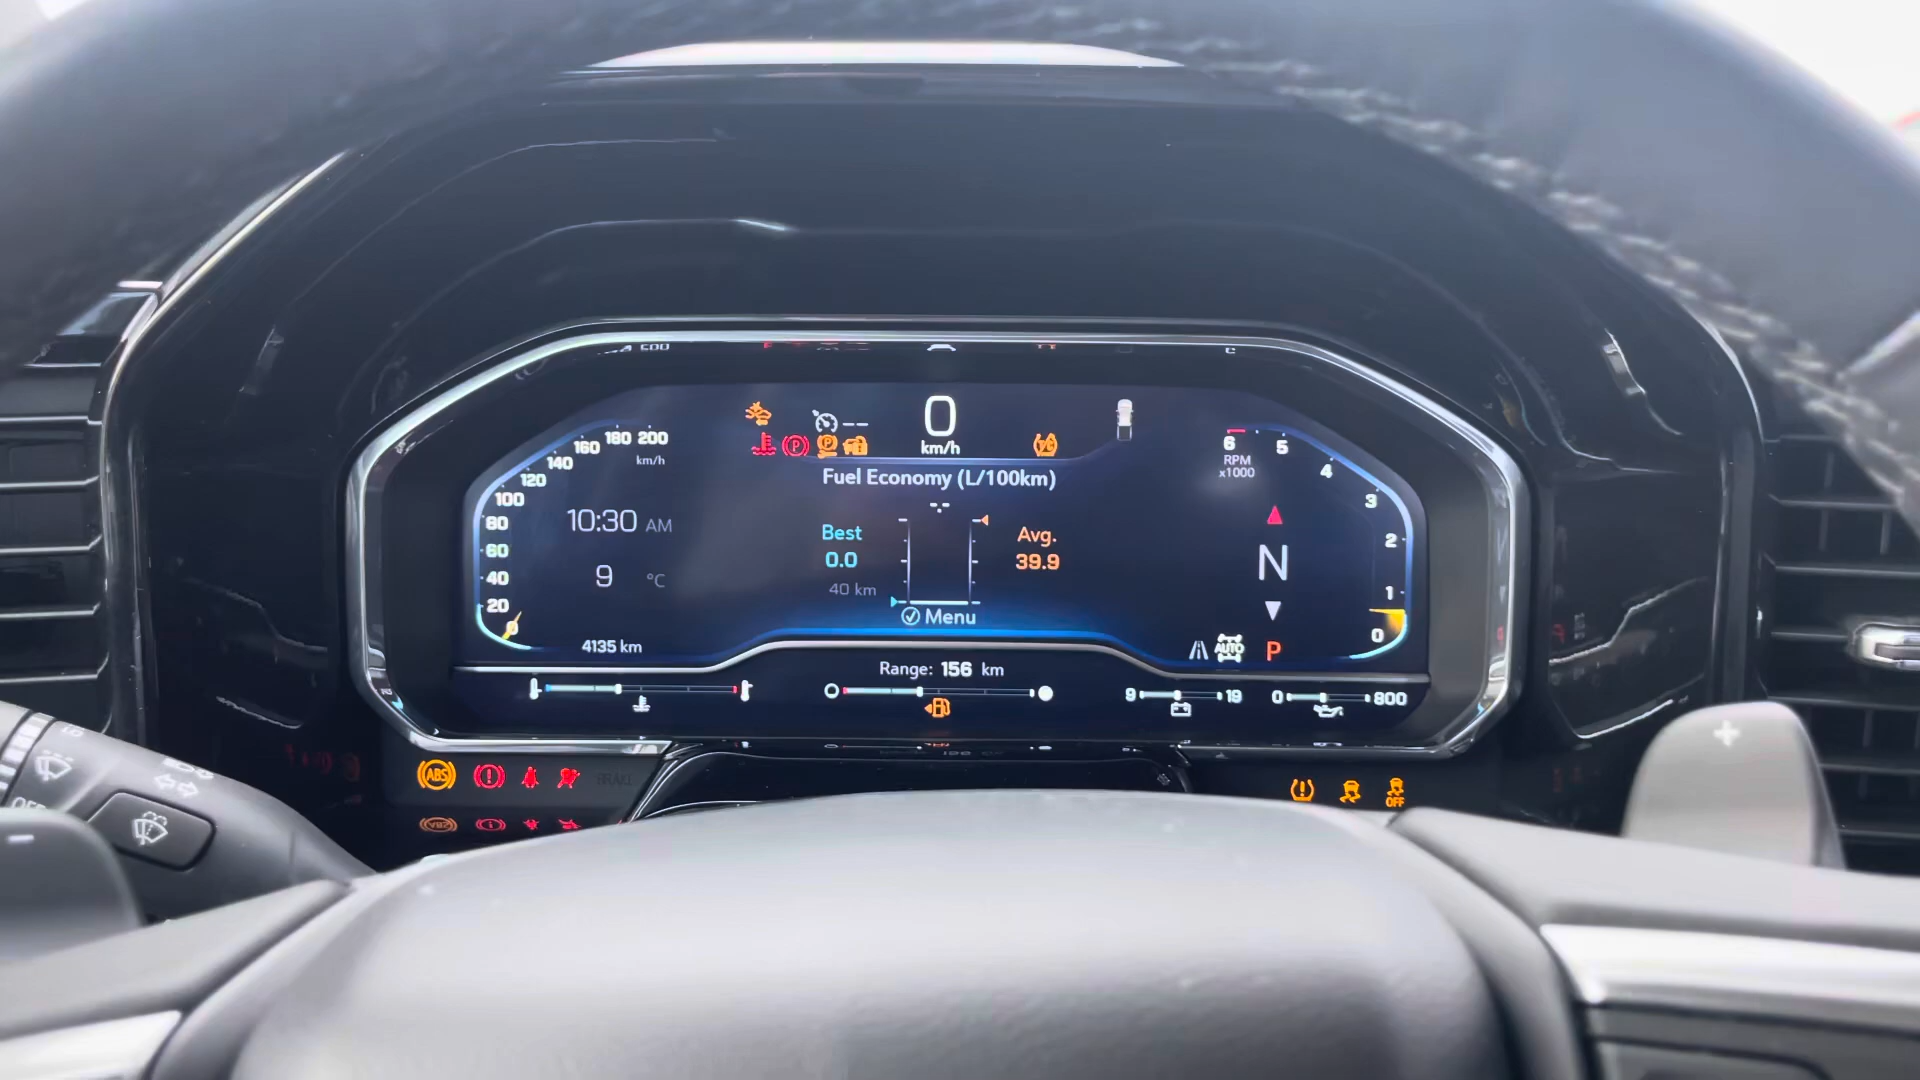 0
km/h
Fuel Economy (L/100km)
200
180
160
140
120
100
80
60
40
20
0
km/h
10:30 AM
9 °C
4135 km
Best
0.0
40 km
Avg.
39.9
Menu
6
5
4
3
2
1
0
RPM
x1000
N
AUTO
P
Range: 156 km
9
19
0
800
ABS
OFF
OFF
+
-